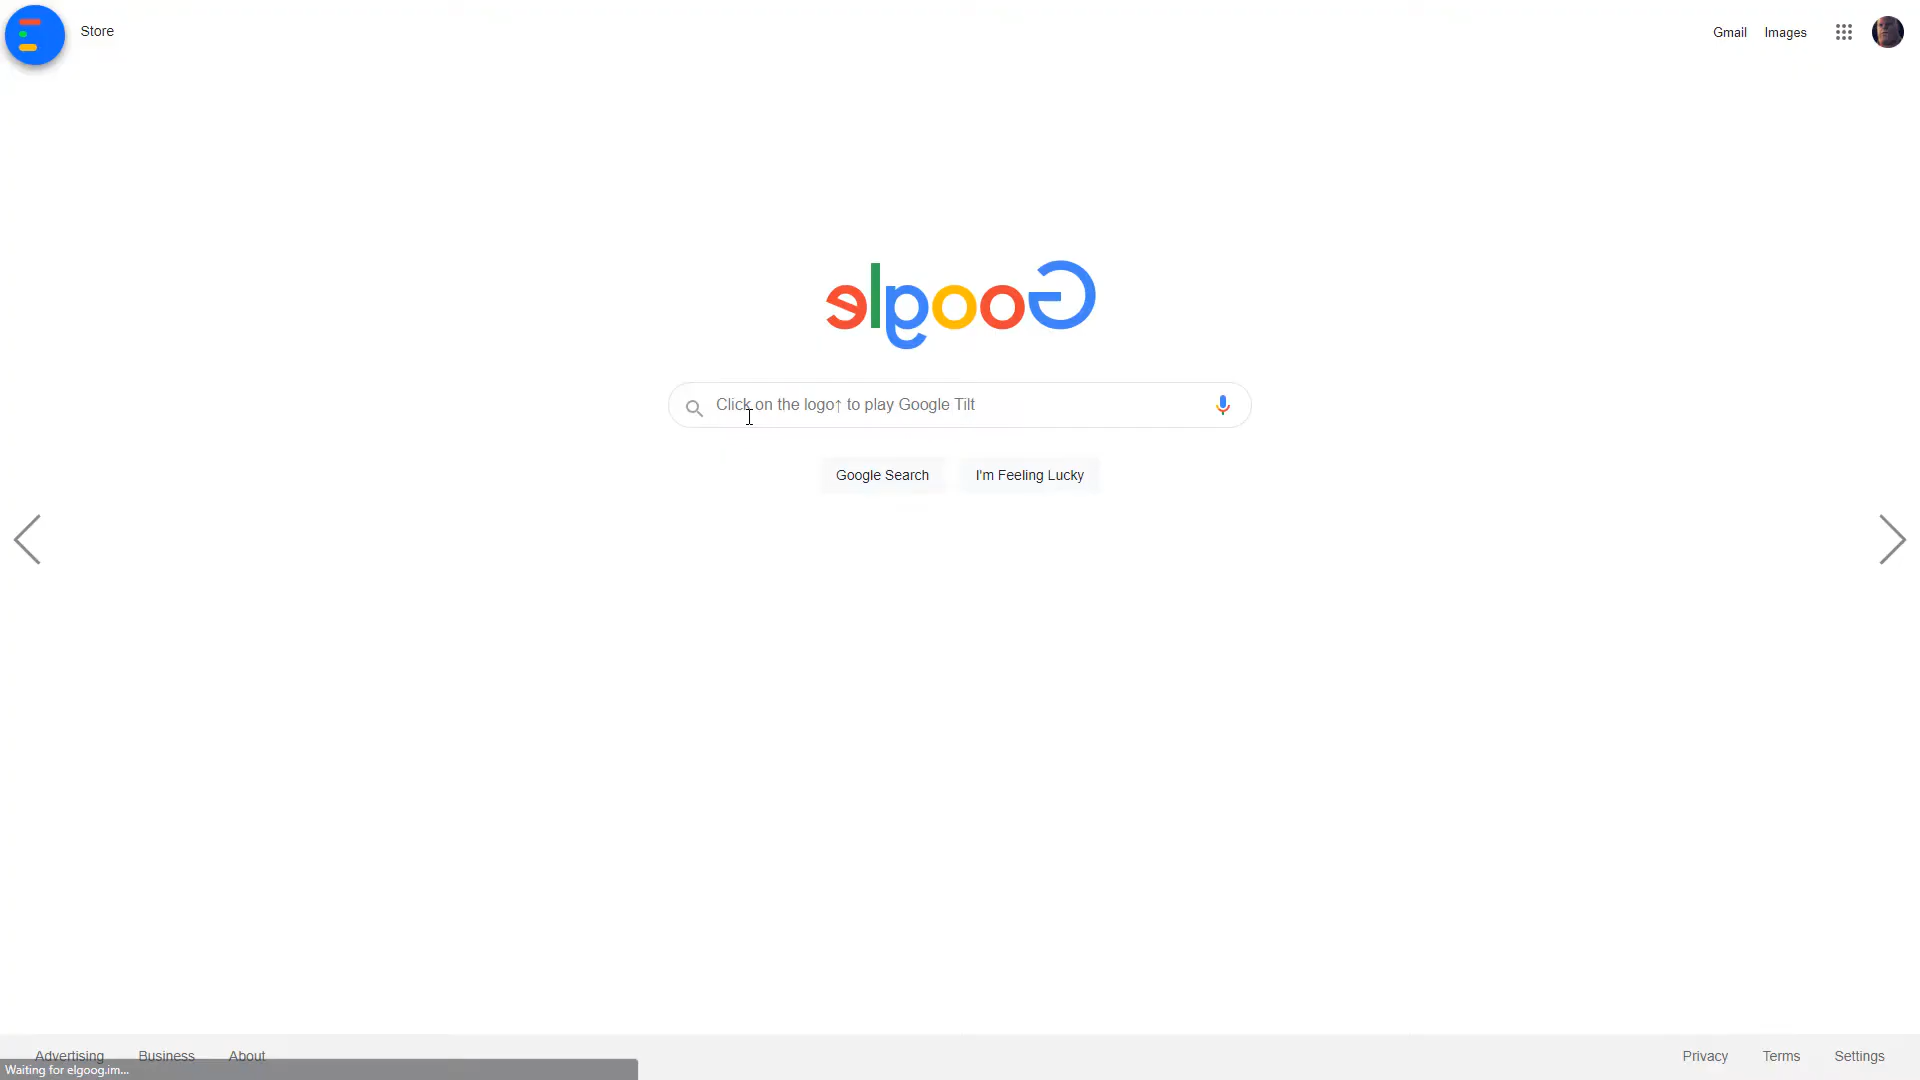 Store
Gmail Images
elgooG
Click on the logo↑ to play Google Tilt
Google Search I'm Feeling Lucky
Advertising Business About
Privacy Terms Settings
Waiting for elgoog.im...